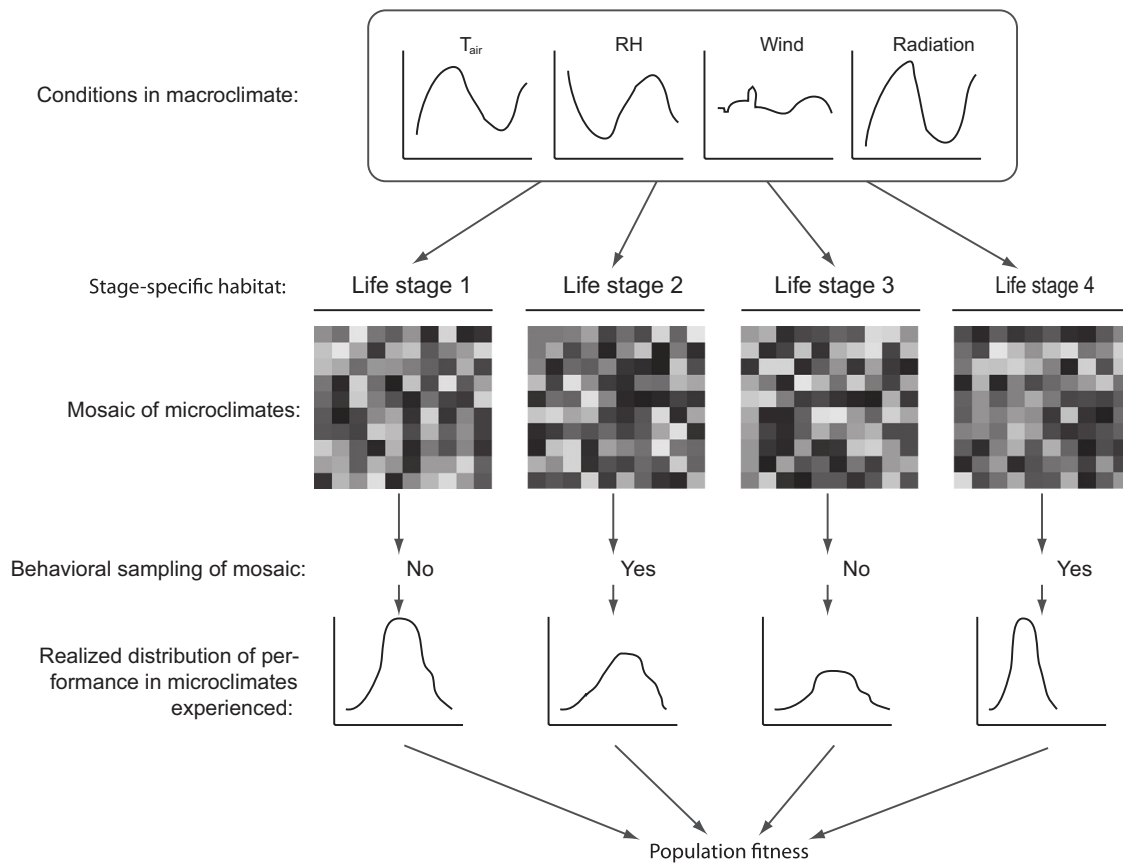 T_air RH Wind Radiation
Conditions in macroclimate:
Stage-specific habitat: Life stage 1 Life stage 2 Life stage 3 Life stage 4
Mosaic of microclimates:
Behavioral sampling of mosaic: No Yes No Yes
Realized distribution of per-
formance in microclimates
experienced:
Population fitness